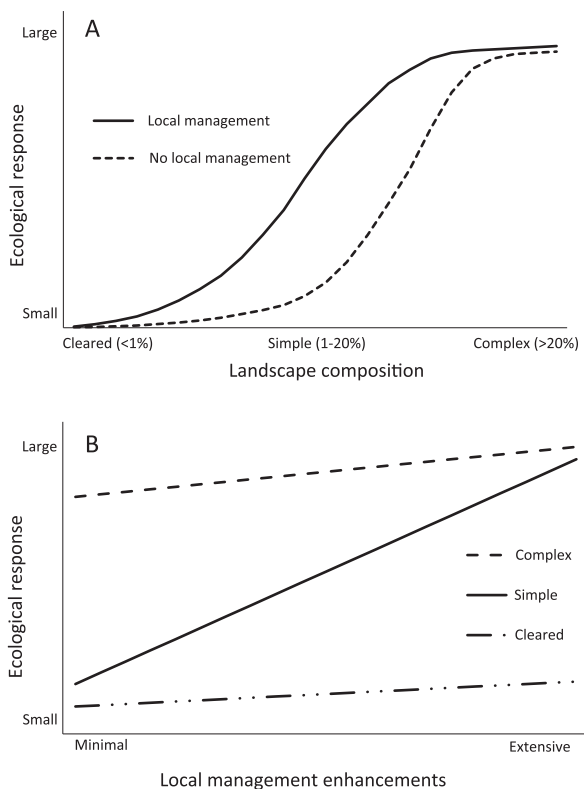 A
Large
Local management
No local management
Ecological response
Small
Cleared (<1%)
Simple (1-20%)
Complex (>20%)
Landscape composition
B
Large
Complex
Simple
Cleared
Ecological response
Small
Minimal
Extensive
Local management enhancements